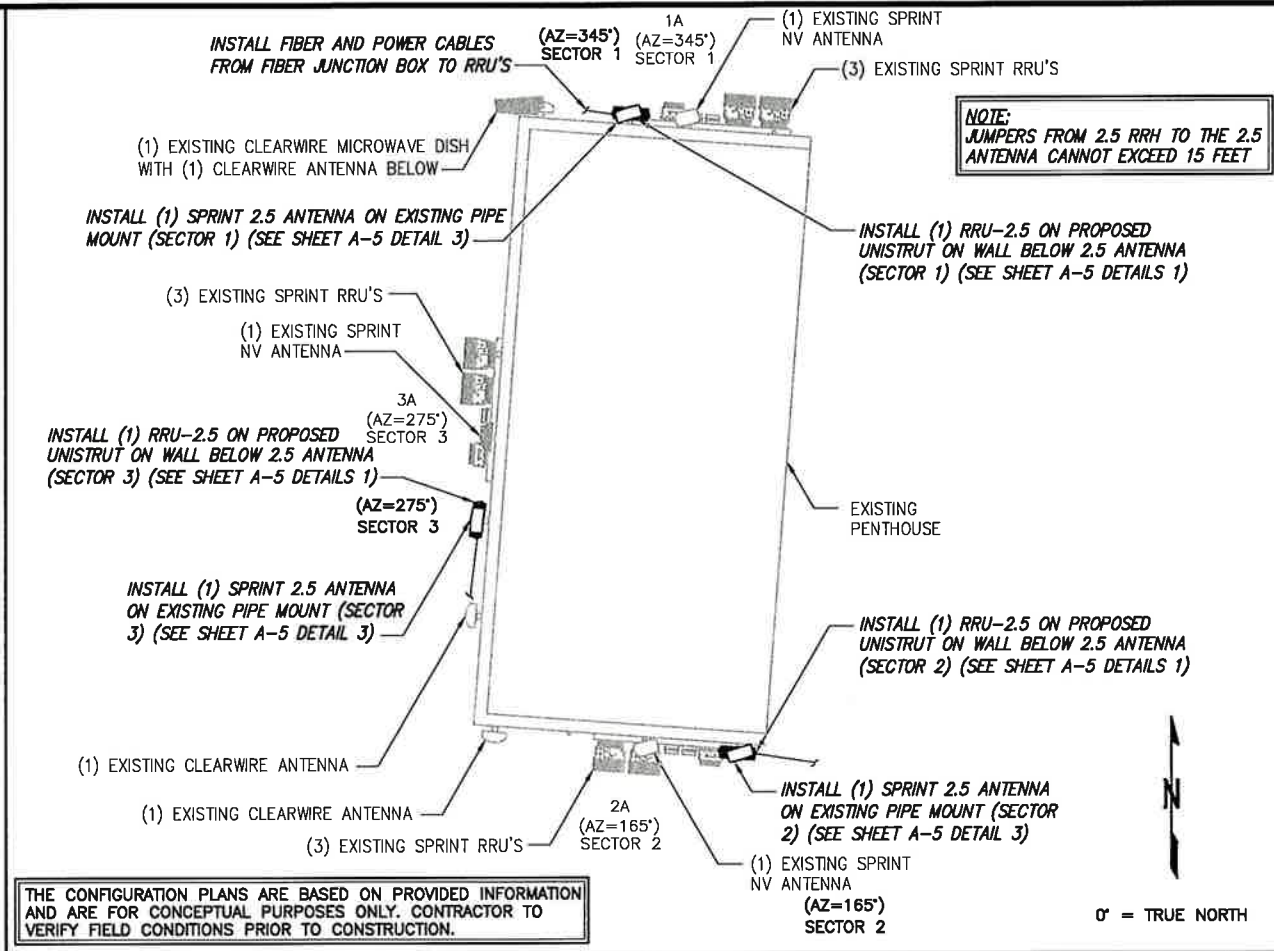 INSTALL FIBER AND POWER CABLES
FROM FIBER JUNCTION BOX TO RRU'S
(AZ=345°)
SECTOR 1
1A
(AZ=345°)
SECTOR 1
(1) EXISTING SPRINT
NV ANTENNA
(3) EXISTING SPRINT RRU'S
NOTE:
JUMPERS FROM 2.5 RRH TO THE 2.5
ANTENNA CANNOT EXCEED 15 FEET
(1) EXISTING CLEARWIRE MICROWAVE DISH
WITH (1) CLEARWIRE ANTENNA BELOW
INSTALL (1) SPRINT 2.5 ANTENNA ON EXISTING PIPE
MOUNT (SECTOR 1) (SEE SHEET A-5 DETAIL 3)
INSTALL (1) RRU-2.5 ON PROPOSED
UNISTRUT ON WALL BELOW 2.5 ANTENNA
(SECTOR 1) (SEE SHEET A-5 DETAILS 1)
(3) EXISTING SPRINT RRU'S
(1) EXISTING SPRINT
NV ANTENNA
3A
(AZ=275°)
SECTOR 3
INSTALL (1) RRU-2.5 ON PROPOSED
UNISTRUT ON WALL BELOW 2.5 ANTENNA
(SECTOR 3) (SEE SHEET A-5 DETAILS 1)
(AZ=275°)
SECTOR 3
EXISTING
PENTHOUSE
INSTALL (1) SPRINT 2.5 ANTENNA
ON EXISTING PIPE MOUNT (SECTOR
3) (SEE SHEET A-5 DETAIL 3)
INSTALL (1) RRU-2.5 ON PROPOSED
UNISTRUT ON WALL BELOW 2.5 ANTENNA
(SECTOR 2) (SEE SHEET A-5 DETAILS 1)
(1) EXISTING CLEARWIRE ANTENNA
(1) EXISTING CLEARWIRE ANTENNA
(3) EXISTING SPRINT RRU'S
2A
(AZ=165°)
SECTOR 2
INSTALL (1) SPRINT 2.5 ANTENNA
ON EXISTING PIPE MOUNT (SECTOR
2) (SEE SHEET A-5 DETAIL 3)
(1) EXISTING SPRINT
NV ANTENNA
(AZ=165°)
SECTOR 2
N
0° = TRUE NORTH
THE CONFIGURATION PLANS ARE BASED ON PROVIDED INFORMATION
AND ARE FOR CONCEPTUAL PURPOSES ONLY. CONTRACTOR TO
VERIFY FIELD CONDITIONS PRIOR TO CONSTRUCTION.